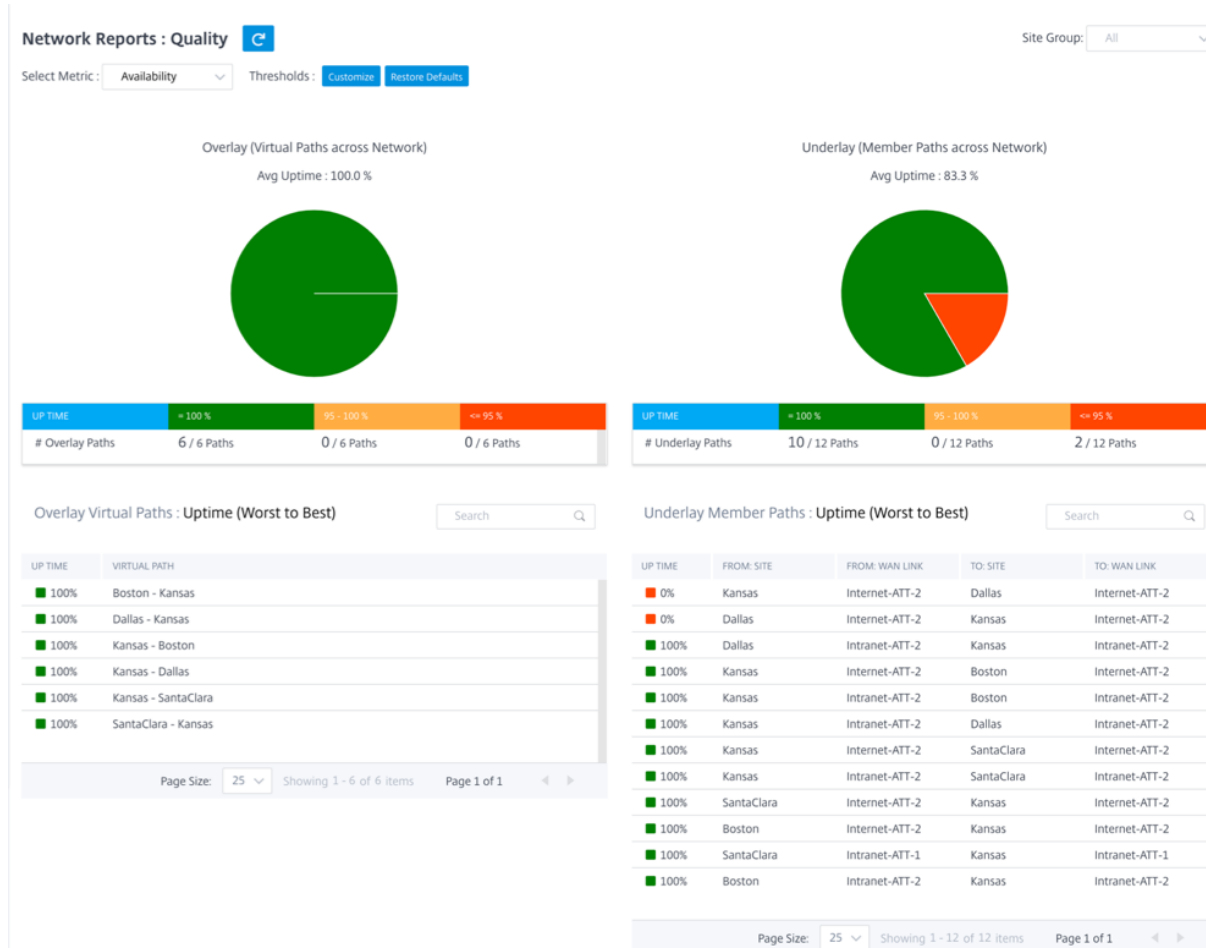 Network Reports : Quality
Site Group: All
Select Metric : Availability Thresholds : Customize Restore Defaults
Overlay (Virtual Paths across Network)
Avg Uptime : 100.0 %
UP TIME = 100 % 95 - 100 % <= 95 %
# Overlay Paths 6 / 6 Paths 0 / 6 Paths 0 / 6 Paths
Overlay Virtual Paths : Uptime (Worst to Best) Search
UP TIME VIRTUAL PATH
100% Boston - Kansas
100% Dallas - Kansas
100% Kansas - Boston
100% Kansas - Dallas
100% Kansas - SantaClara
100% SantaClara - Kansas
Page Size: 25 Showing 1 - 6 of 6 items Page 1 of 1
Underlay (Member Paths across Network)
Avg Uptime : 83.3 %
UP TIME = 100 % 95 - 100 % <= 95 %
# Underlay Paths 10 / 12 Paths 0 / 12 Paths 2 / 12 Paths
Underlay Member Paths : Uptime (Worst to Best) Search
UP TIME FROM: SITE FROM: WAN LINK TO: SITE TO: WAN LINK
0% Kansas Internet-ATT-2 Dallas Internet-ATT-2
0% Dallas Internet-ATT-2 Kansas Internet-ATT-2
100% Dallas Intranet-ATT-2 Kansas Intranet-ATT-2
100% Kansas Internet-ATT-2 Boston Internet-ATT-2
100% Kansas Intranet-ATT-2 Boston Intranet-ATT-2
100% Kansas Intranet-ATT-2 Dallas Intranet-ATT-2
100% Kansas Internet-ATT-2 SantaClara Internet-ATT-2
100% Kansas Intranet-ATT-2 SantaClara Intranet-ATT-2
100% SantaClara Internet-ATT-2 Kansas Internet-ATT-2
100% Boston Internet-ATT-2 Kansas Internet-ATT-2
100% SantaClara Intranet-ATT-1 Kansas Intranet-ATT-1
100% Boston Intranet-ATT-2 Kansas Intranet-ATT-2
Page Size: 25 Showing 1 - 12 of 12 items Page 1 of 1